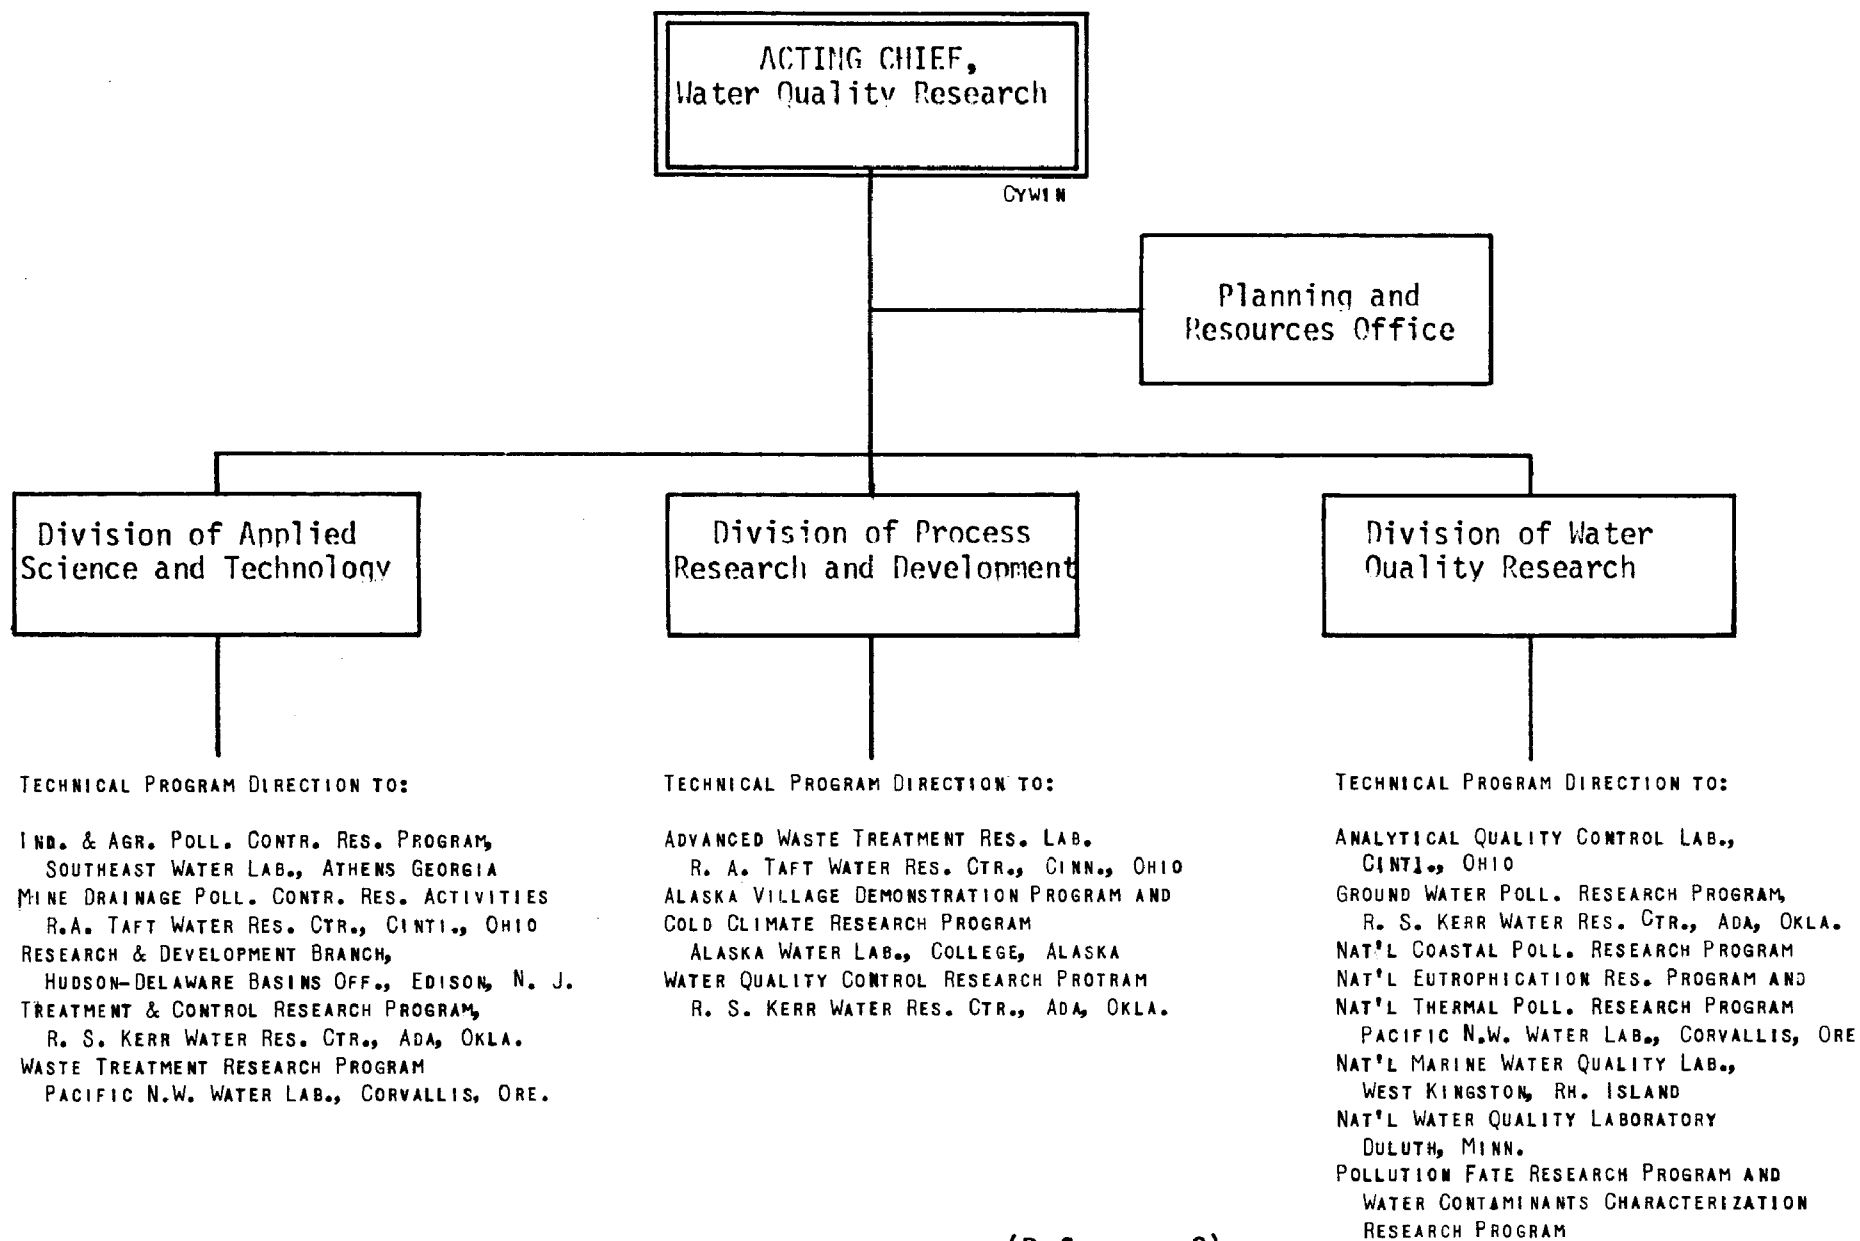 ACTING CHIEF,
Water Quality Research
CYWIN
Planning and
Resources Office
Division of Applied
Science and Technology
Division of Process
Research and Development
Division of Water
Quality Research
TECHNICAL PROGRAM DIRECTION TO:
IND. & AGR. POLL. CONTR. RES. PROGRAM,
SOUTHEAST WATER LAB., ATHENS GEORGIA
MINE DRAINAGE POLL. CONTR. RES. ACTIVITIES
R.A. TAFT WATER RES. CTR., CINTI., OHIO
RESEARCH & DEVELOPMENT BRANCH,
HUDSON-DELAWARE BASINS OFF., EDISON, N. J.
TREATMENT & CONTROL RESEARCH PROGRAM,
R. S. KERR WATER RES. CTR., ADA, OKLA.
WASTE TREATMENT RESEARCH PROGRAM
PACIFIC N.W. WATER LAB., CORVALLIS, ORE.
TECHNICAL PROGRAM DIRECTION TO:
ADVANCED WASTE TREATMENT RES. LAB.
R. A. TAFT WATER RES. CTR., CINN., OHIO
ALASKA VILLAGE DEMONSTRATION PROGRAM AND
COLD CLIMATE RESEARCH PROGRAM
ALASKA WATER LAB., COLLEGE, ALASKA
WATER QUALITY CONTROL RESEARCH PROTRAM
R. S. KERR WATER RES. CTR., ADA, OKLA.
TECHNICAL PROGRAM DIRECTION TO:
ANALYTICAL QUALITY CONTROL LAB.,
CINTI., OHIO
GROUND WATER POLL. RESEARCH PROGRAM,
R. S. KERR WATER RES. CTR., ADA, OKLA.
NAT'L COASTAL POLL. RESEARCH PROGRAM
NAT'L EUTROPHICATION RES. PROGRAM AND
NAT'L THERMAL POLL. RESEARCH PROGRAM
PACIFIC N.W. WATER LAB., CORVALLIS, ORE
NAT'L MARINE WATER QUALITY LAB.,
WEST KINGSTON, RH. ISLAND
NAT'L WATER QUALITY LABORATORY
DULUTH, MINN.
POLLUTION FATE RESEARCH PROGRAM AND
WATER CONTAMINANTS CHARACTERIZATION
RESEARCH PROGRAM